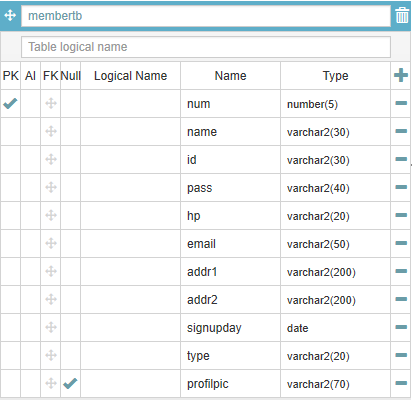 membertb
Table logical name
PK AI FK Null Logical Name Name Type
num number(5)
name varchar2(30)
id varchar2(30)
pass varchar2(40)
hp varchar2(20)
email varchar2(50)
addr1 varchar2(200)
addr2 varchar2(200)
signupday date
type varchar2(20)
profilpic varchar2(70)